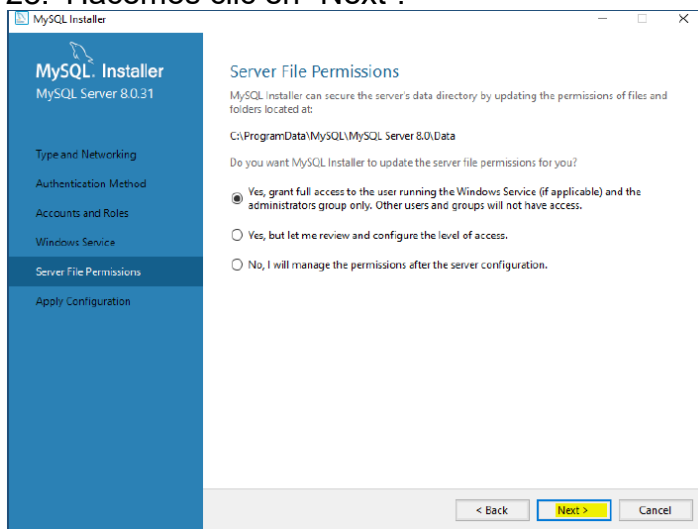 25. Hacemos clic en "Next".
MySQL Installer
MySQL. Installer
MySQL Server 8.0.31
Type and Networking
Authentication Method
Accounts and Roles
Windows Service
Server File Permissions
Apply Configuration
Server File Permissions
MySQL Installer can secure the server's data directory by updating the permissions of files and
folders located at:
C:\ProgramData\MySQL\MySQL Server 8.0\Data
Do you want MySQL Installer to update the server file permissions for you?
Yes, grant full access to the user running the Windows Service (if applicable) and the
administrators group only. Other users and groups will not have access.
Yes, but let me review and configure the level of access.
No, I will manage the permissions after the server configuration.
< Back
Next >
Cancel